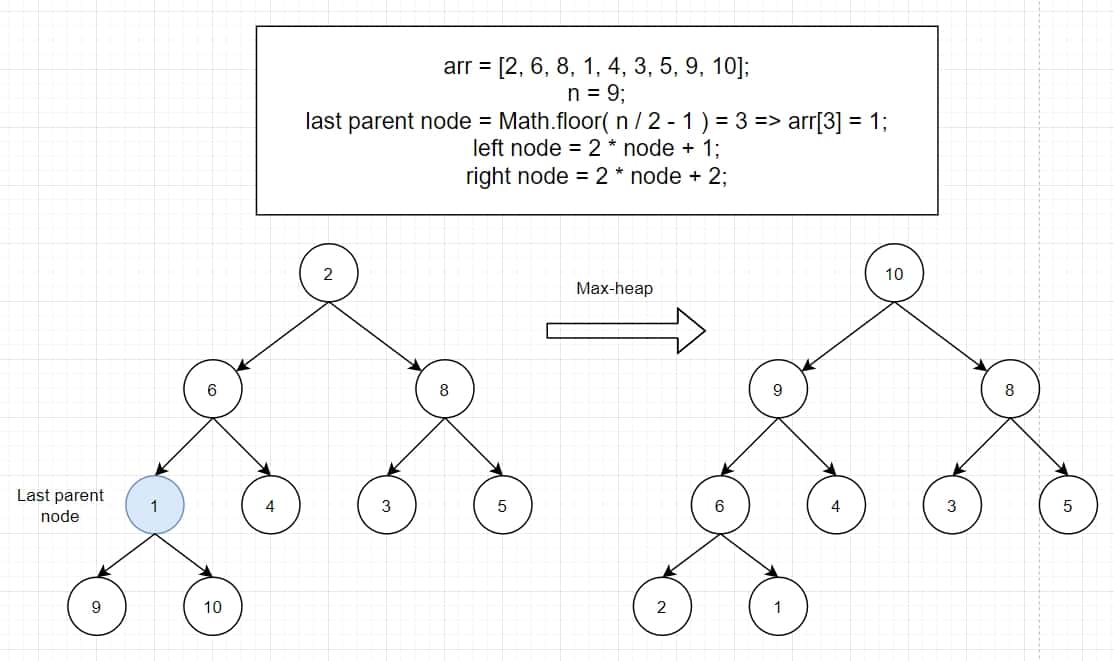 arr = [2, 6, 8, 1, 4, 3, 5, 9, 10];
n = 9;
last parent node = Math.floor( n / 2 - 1 ) = 3 => arr[3] = 1;
left node = 2 * node + 1;
right node = 2 * node + 2;
2
Max-heap
10
6
8
9
8
Last parent
node
1
4
3
5
6
4
3
5
9
10
2
1